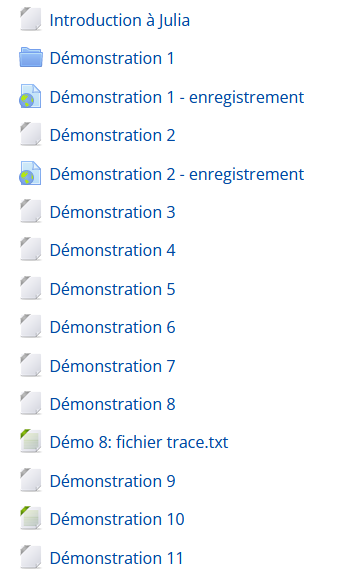 Introduction à Julia
Démonstration 1
Démonstration 1 - enregistrement
Démonstration 2
Démonstration 2 - enregistrement
Démonstration 3
Démonstration 4
Démonstration 5
Démonstration 6
Démonstration 7
Démonstration 8
Démo 8: fichier trace.txt
Démonstration 9
Démonstration 10
Démonstration 11